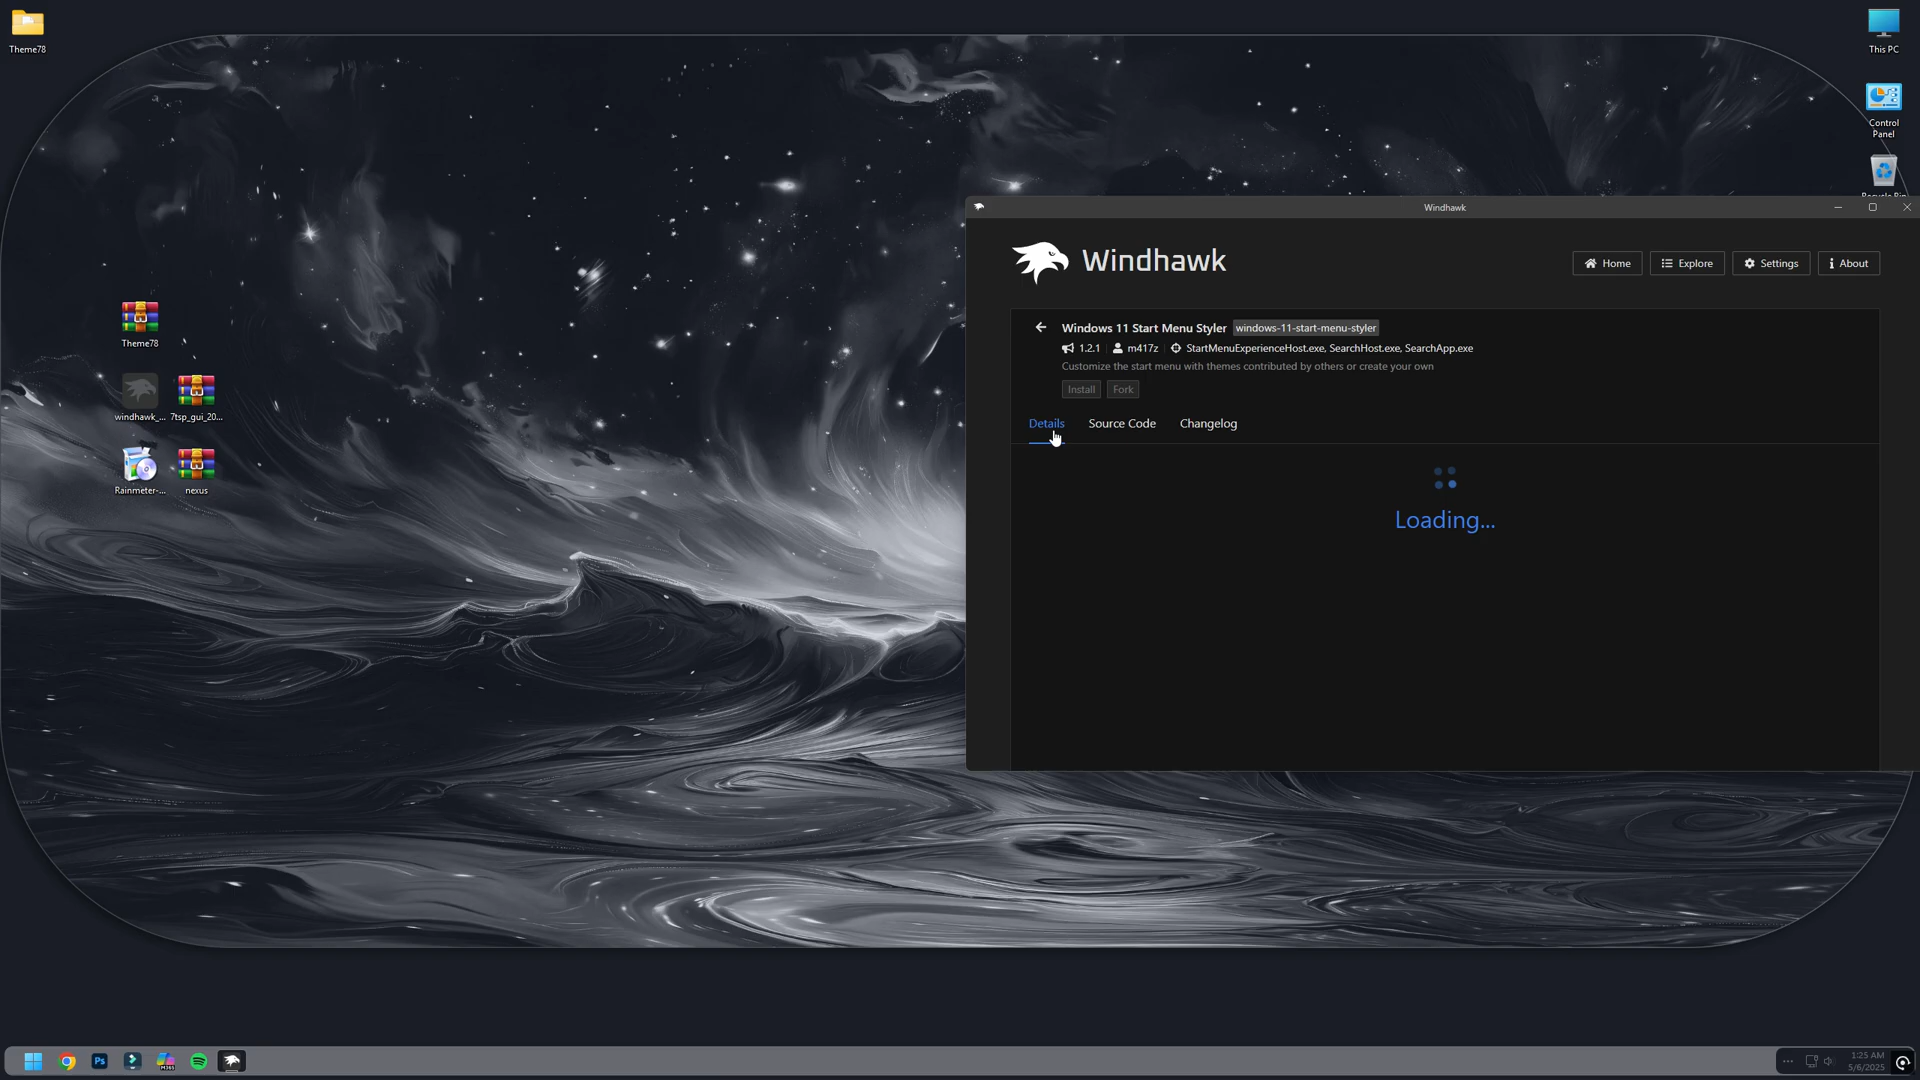 Theme78
This PC
Control
Panel
Windhawk
Windhawk
Home
Explore
Settings
About
Windows 11 Start Menu Styler windows-11-start-menu-styler
1.2.1 m417z StartMenuExperienceHost.exe, SearchHost.exe, SearchApp.exe
Customize the start menu with themes contributed by others or create your own
Install Fork
Details Source Code Changelog
Loading...
Theme78
windhawk_... 7tsp_gui_20...
Rainmeter-... nexus
Ps
M365
1:25 AM
5/6/2025